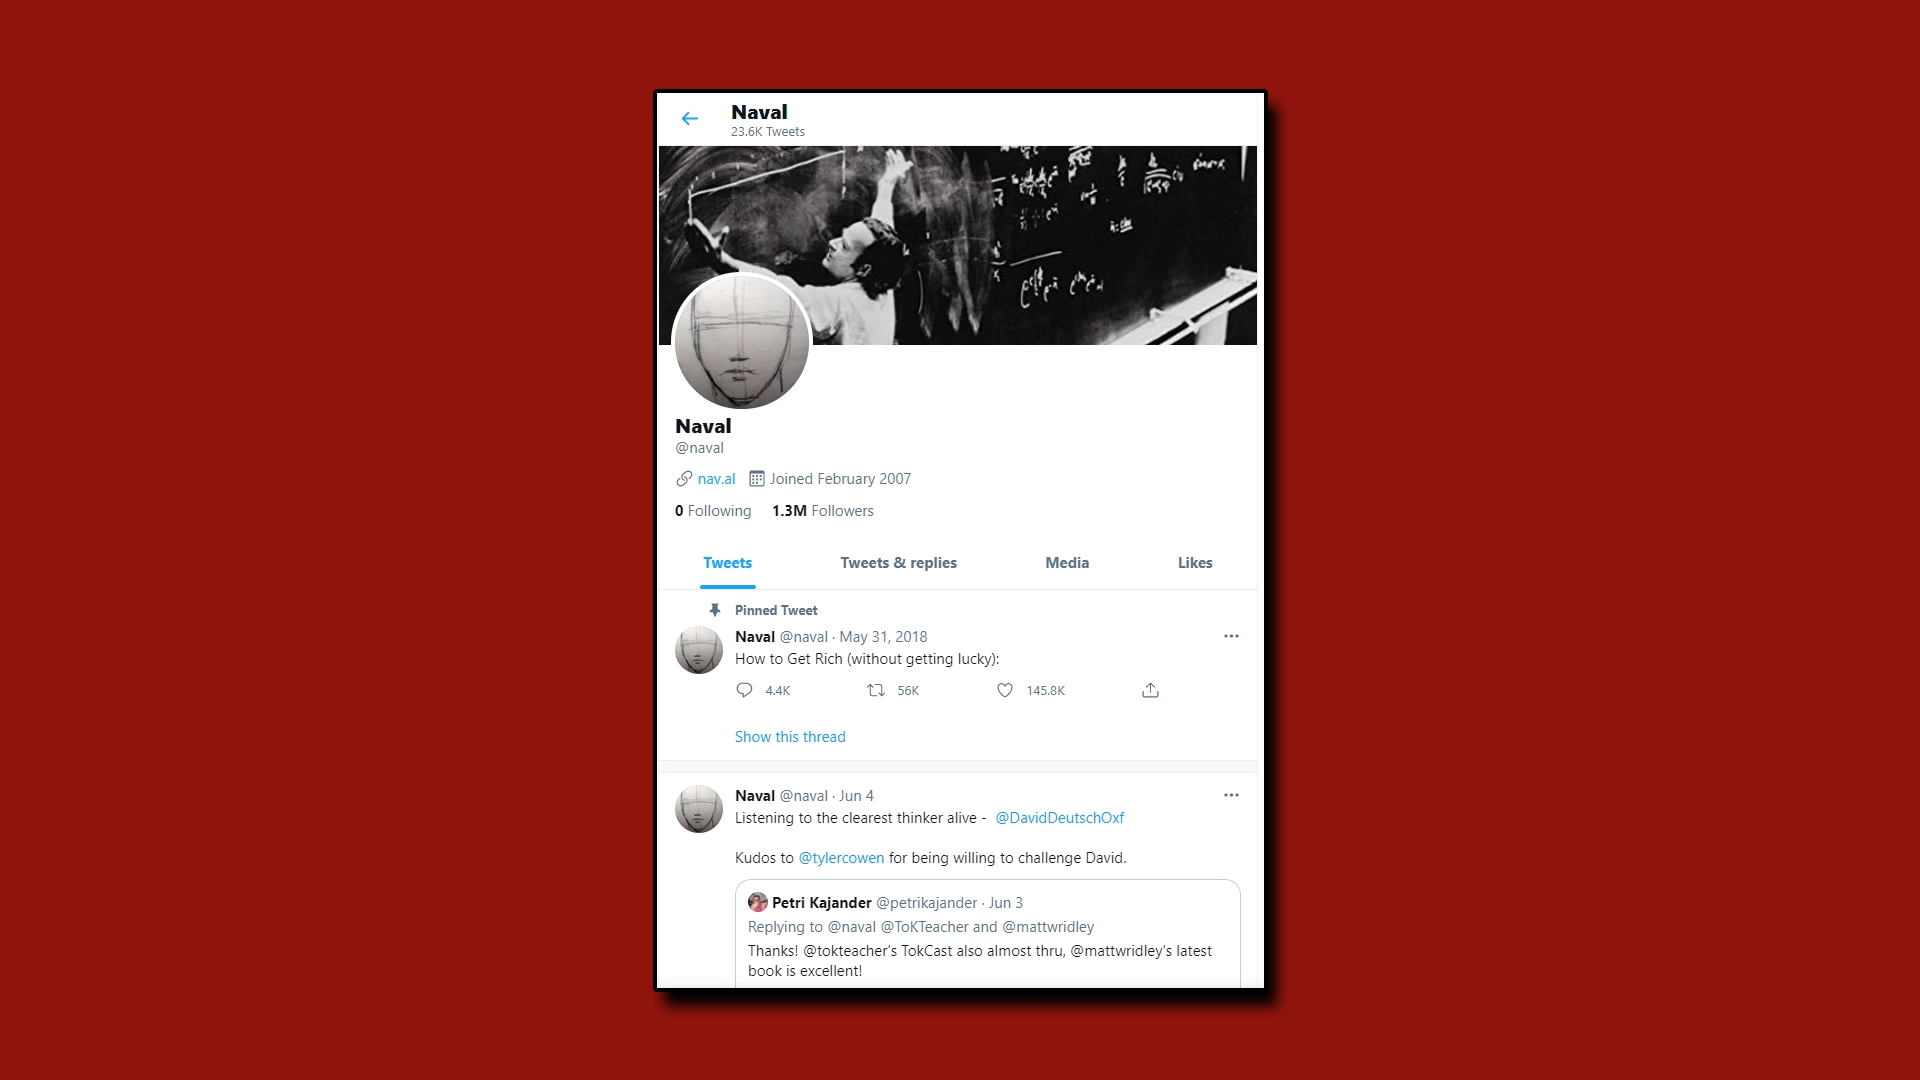 Naval
23.6K Tweets
Naval
@naval
nav.al Joined February 2007
0 Following 1.3M Followers
Tweets Tweets & replies Media Likes
Pinned Tweet
Naval @naval · May 31, 2018
How to Get Rich (without getting lucky):
4.4K 56K 145.8K
Show this thread
Naval @naval · Jun 4
Listening to the clearest thinker alive - @DavidDeutschOxf
Kudos to @tylercowen for being willing to challenge David.
Petri Kajander @petrikajander · Jun 3
Replying to @naval @ToKTeacher and @mattwridley
Thanks! @tokteacher's TokCast also almost thru, @mattwridley's latest
book is excellent!